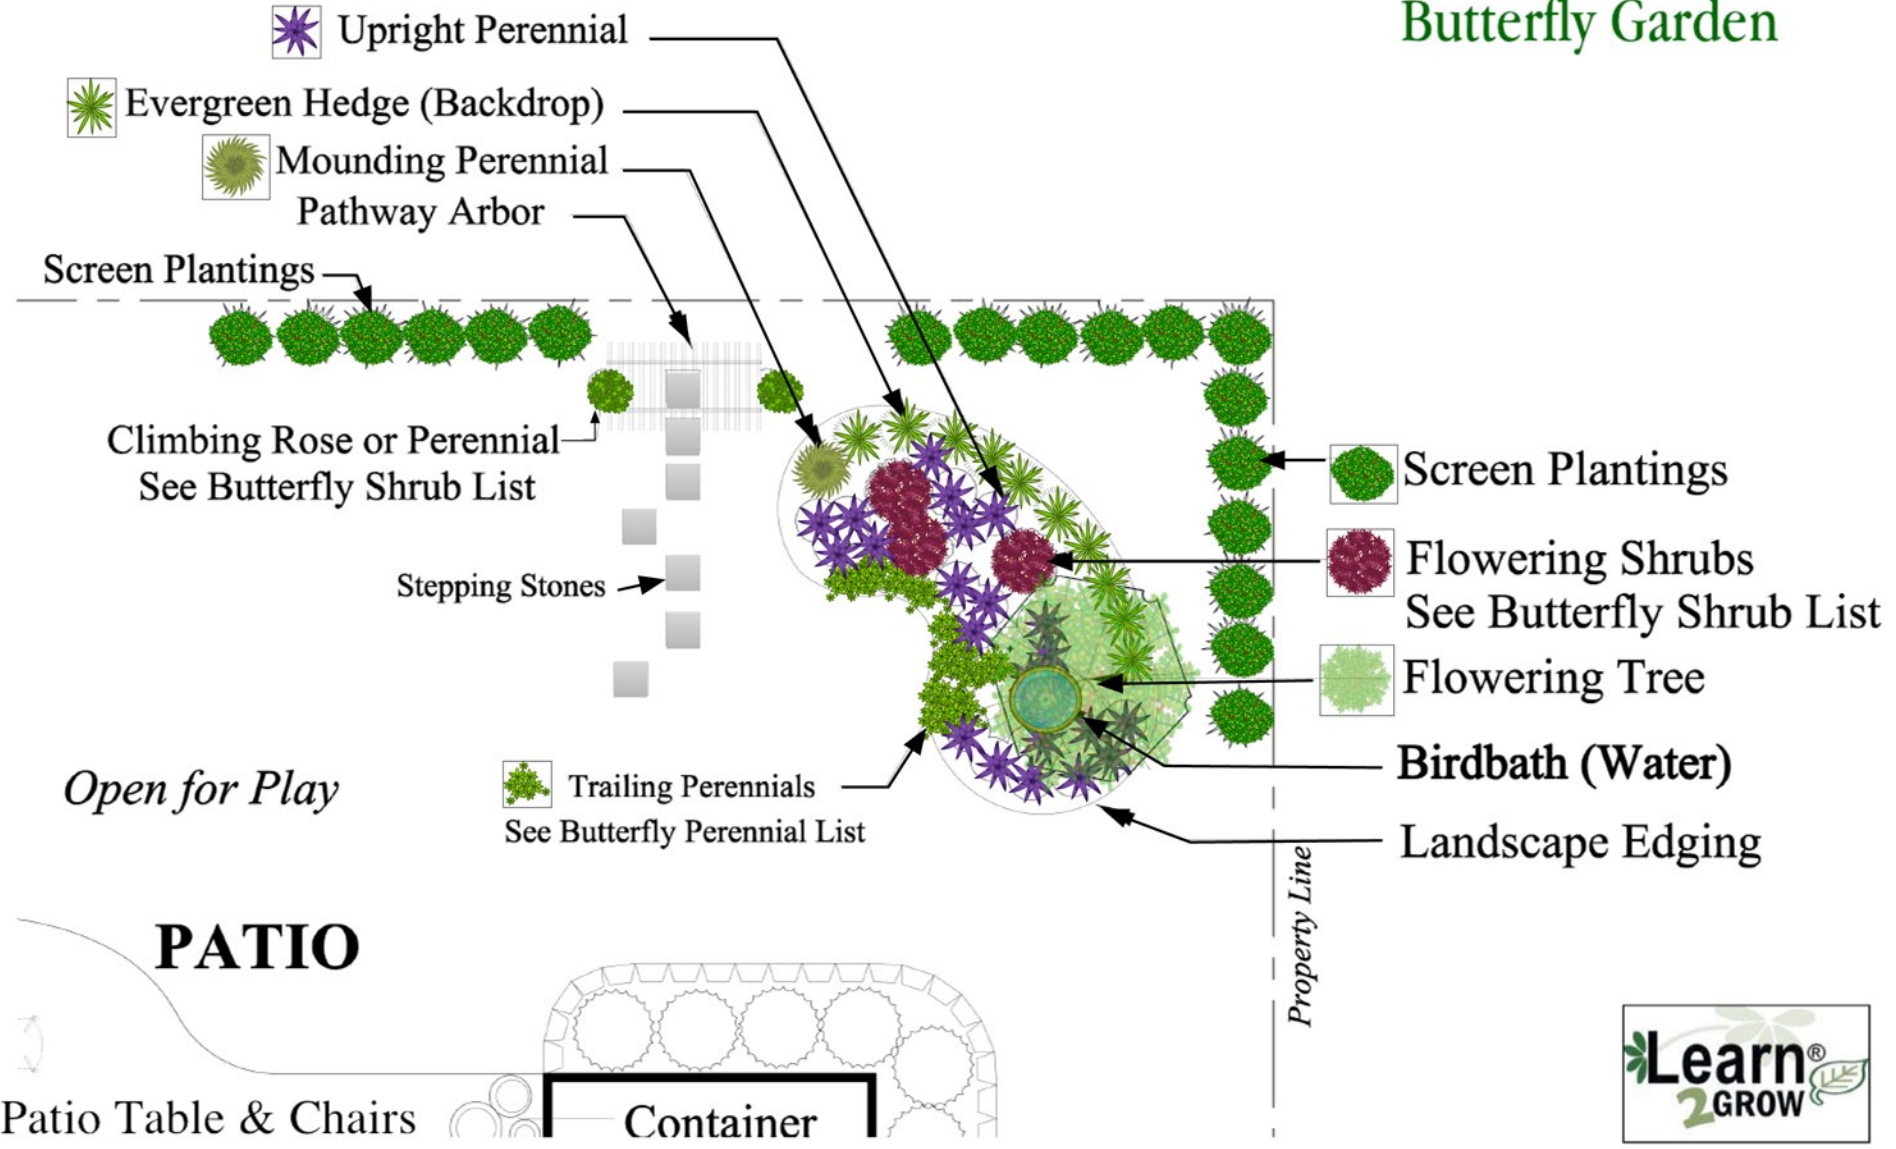 Butterfly Garden
Upright Perennial
Evergreen Hedge (Backdrop)
Mounding Perennial
Pathway Arbor
Screen Plantings
Climbing Rose or Perennial
See Butterfly Shrub List
Stepping Stones
Screen Plantings
Flowering Shrubs
See Butterfly Shrub List
Flowering Tree
Birdbath (Water)
Landscape Edging
Open for Play
Trailing Perennials
See Butterfly Perennial List
Property Line
PATIO
Patio Table & Chairs
Container
Learn®
2GROW